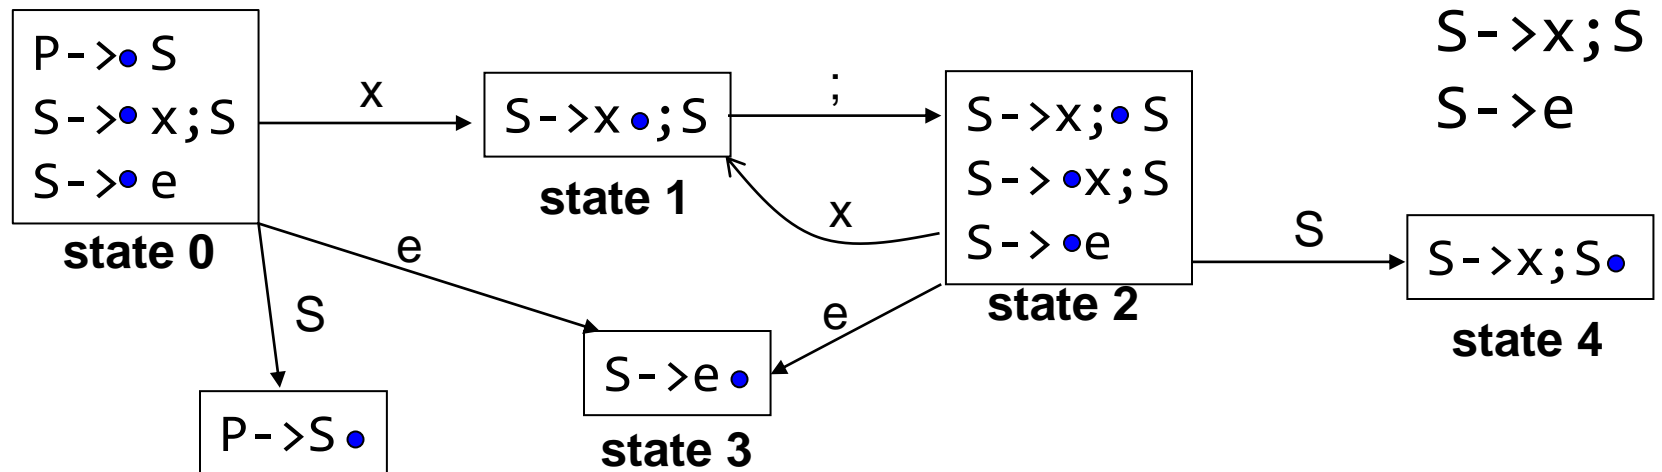 P->• S
S->• x;S
S->• e
state 0
x
S->x •;S
state 1
;
S->x;• S
S-> •x;S
S-> •e
state 2
x
e
S
e
S
S->x;S•
state 4
S->e •
state 3
P->S •
S->x;S
S->e